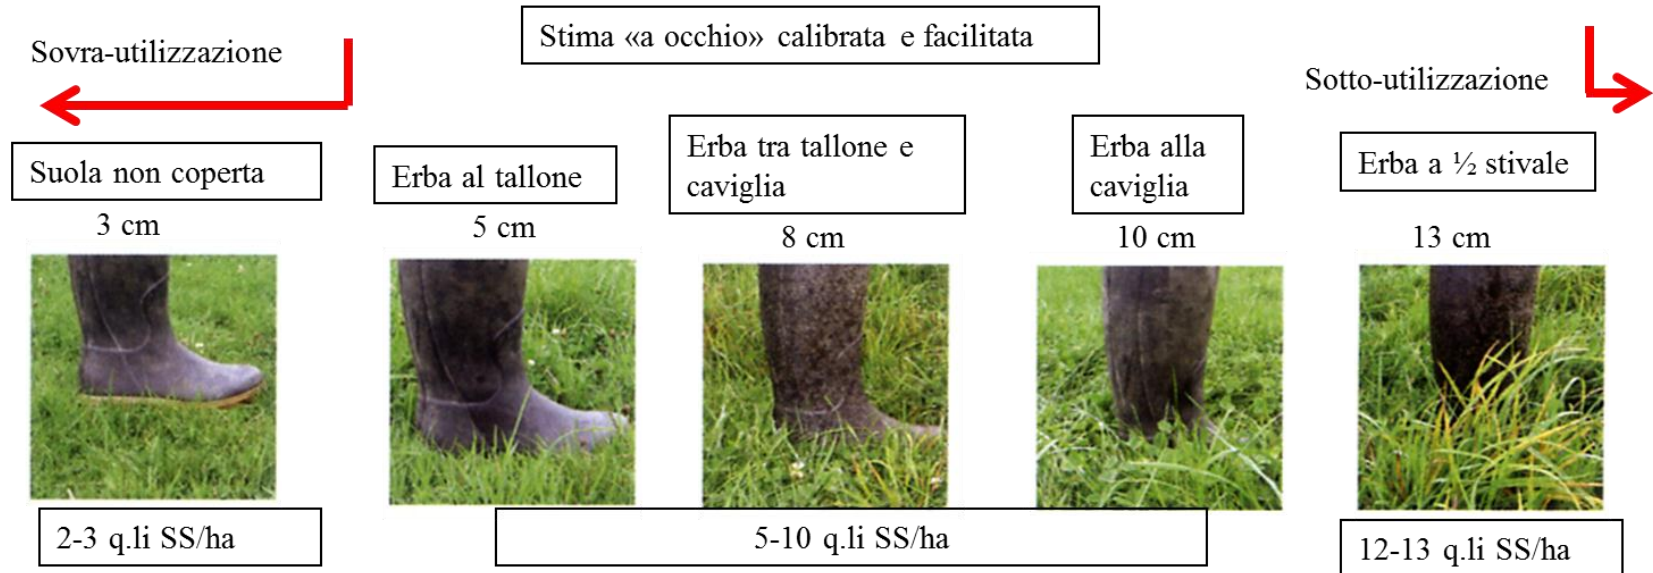 Stima «a occhio» calibrata e facilitata
Sovra-utilizzazione
Sotto-utilizzazione
Suola non coperta
3 cm
Erba al tallone
5 cm
Erba tra tallone e
caviglia
8 cm
Erba alla
caviglia
10 cm
Erba a ½ stivale
13 cm
2-3 q.li SS/ha
5-10 q.li SS/ha
12-13 q.li SS/ha